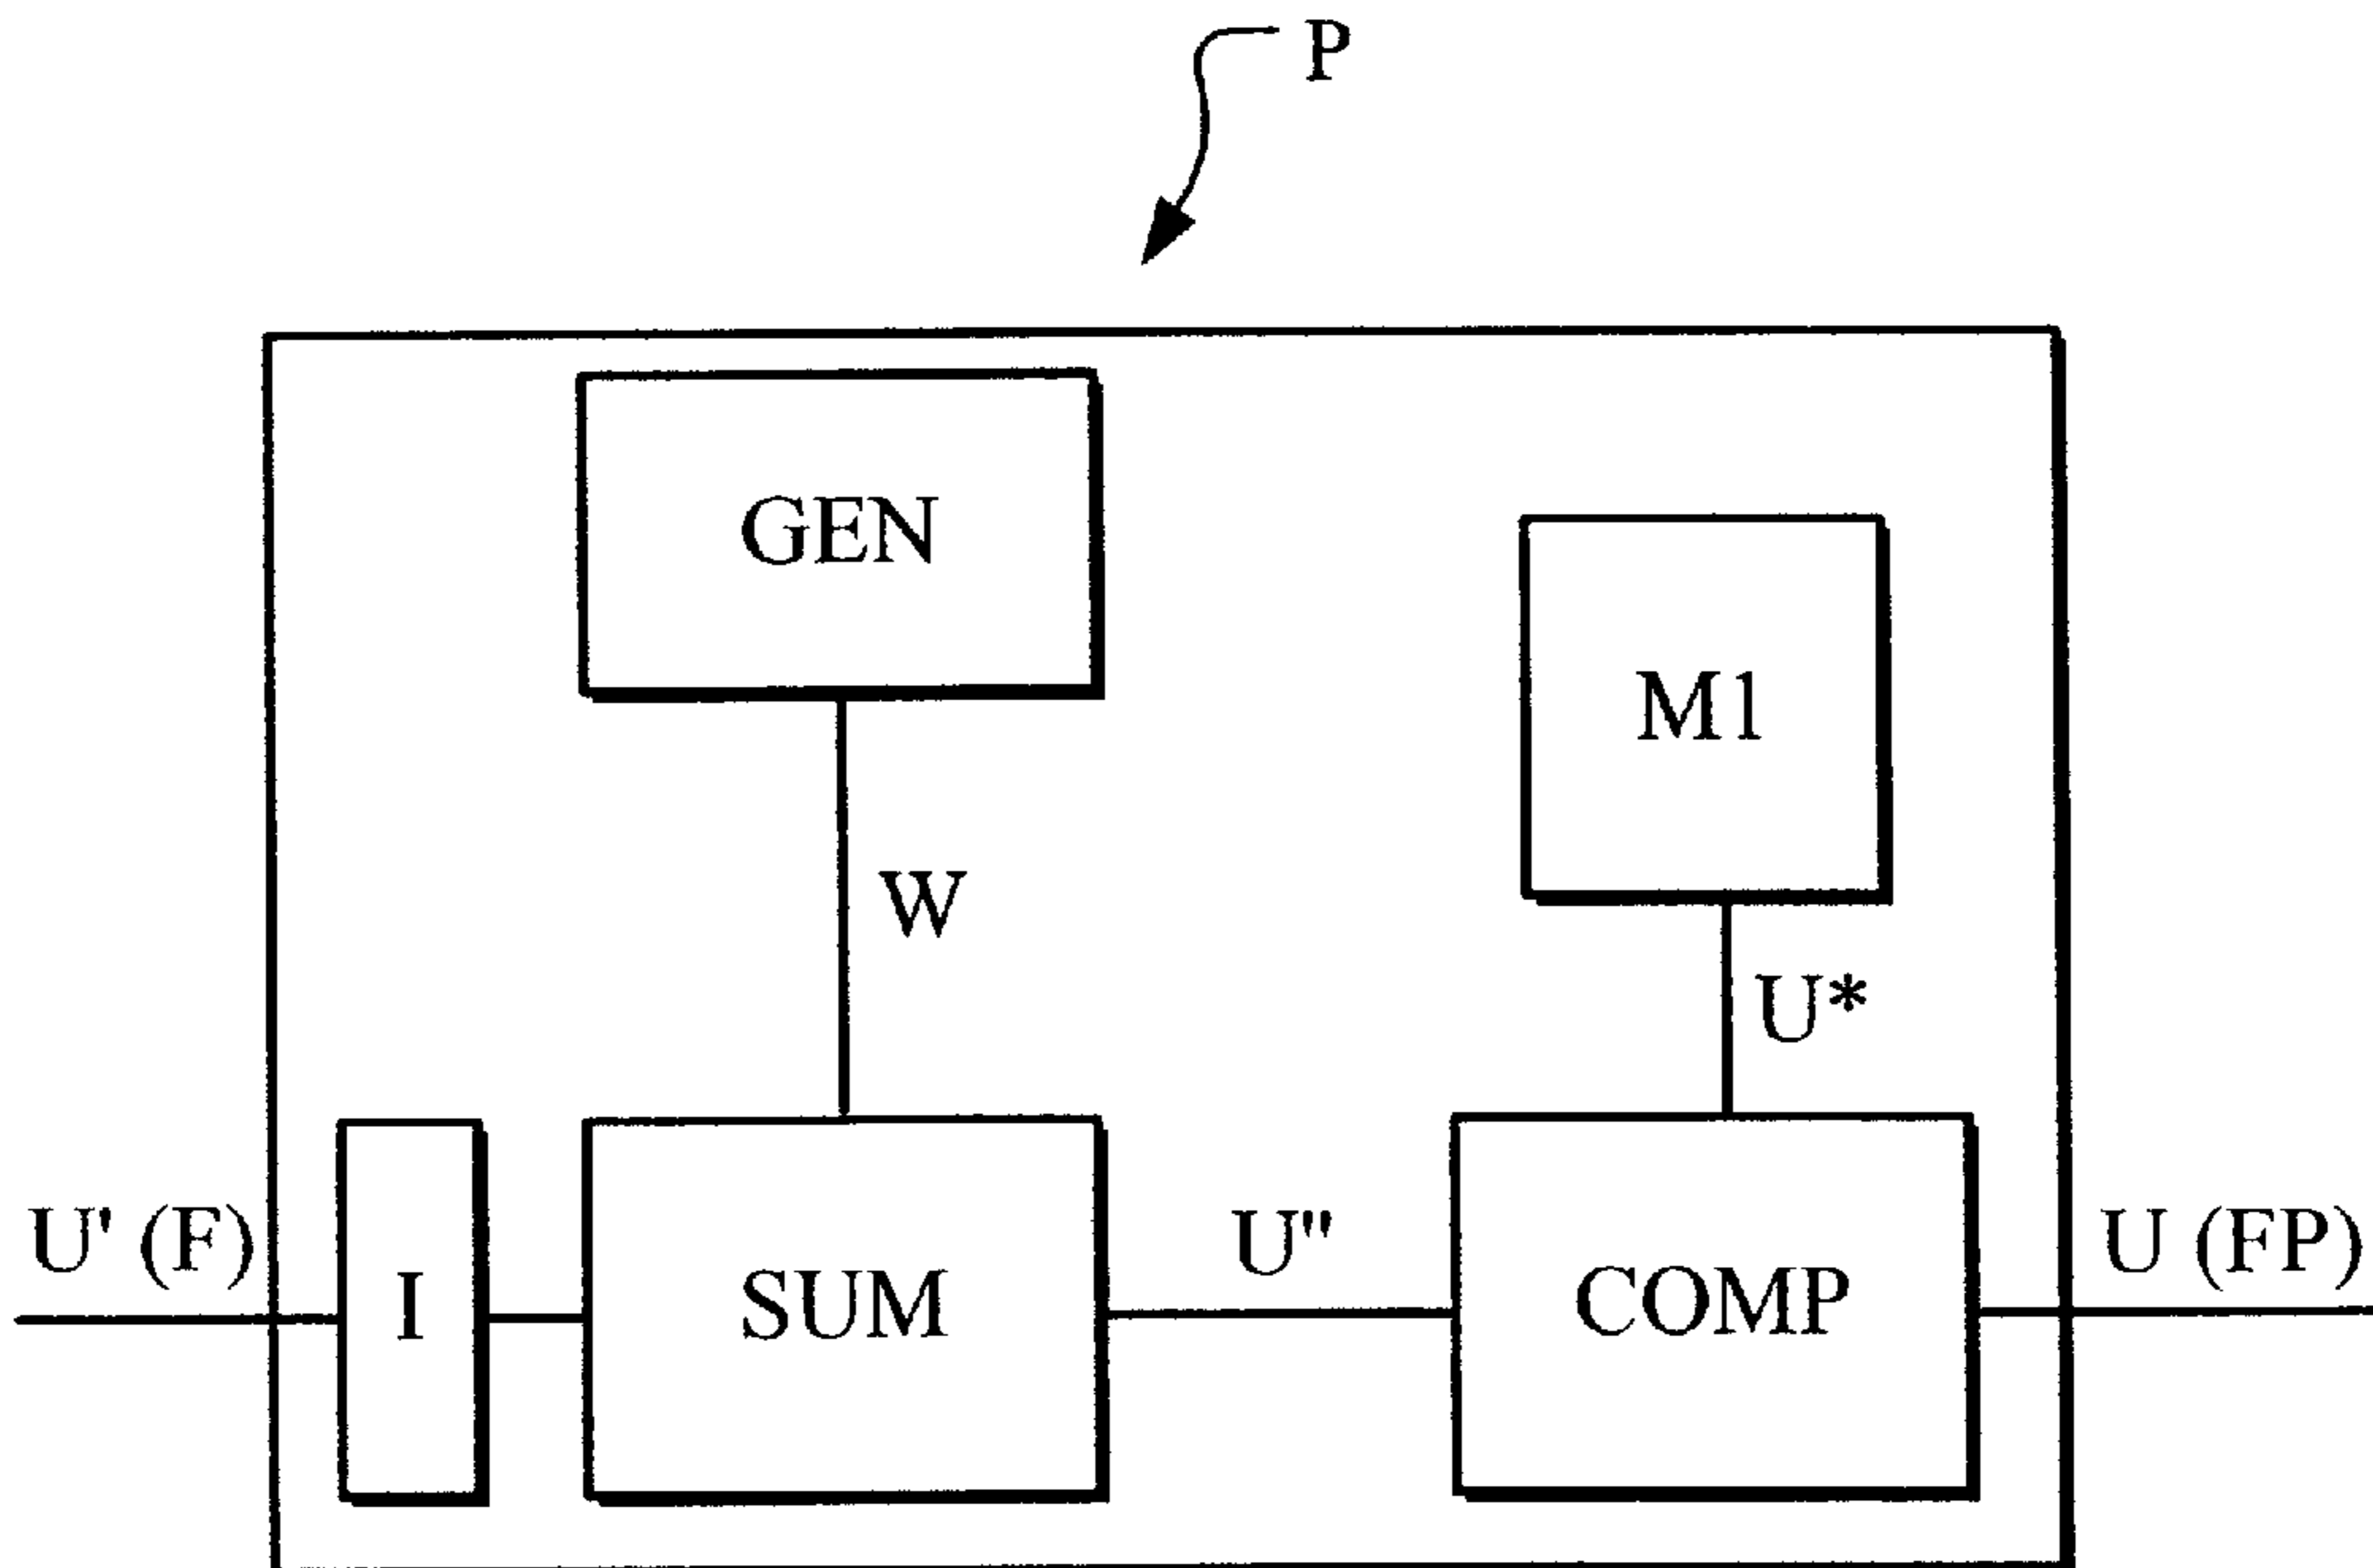 P
GEN
M1
W
U*
U' (F)
I
SUM
U"
COMP
U (FP)